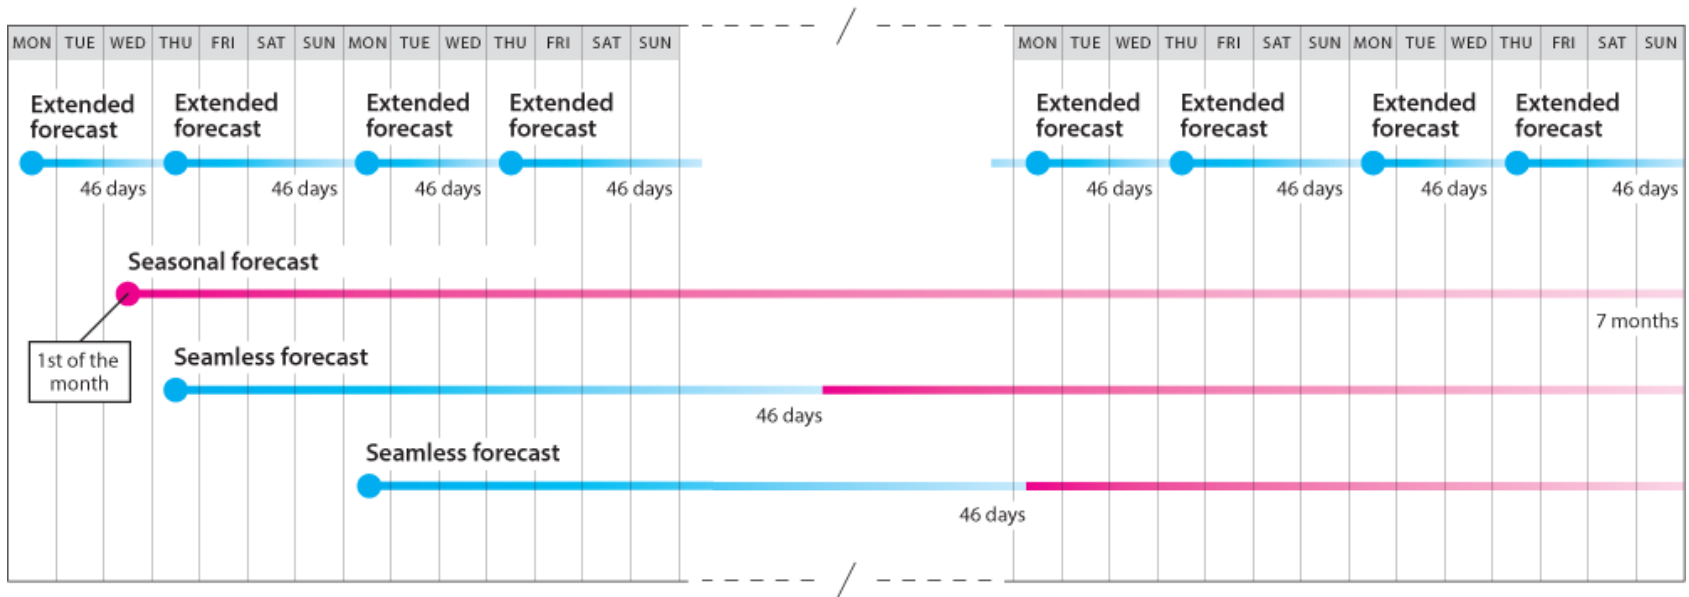 MON TUE WED THU FRI SAT SUN MON TUE WED THU FRI SAT SUN MON TUE WED THU FRI SAT SUN MON TUE WED THU FRI SAT SUN
Extended Extended Extended Extended Extended Extended Extended Extended
forecast forecast forecast forecast forecast forecast forecast forecast
46 days 46 days 46 days 46 days 46 days 46 days 46 days 46 days
Seasonal forecast
7 months
1st of the
month
Seamless forecast
46 days
Seamless forecast
46 days